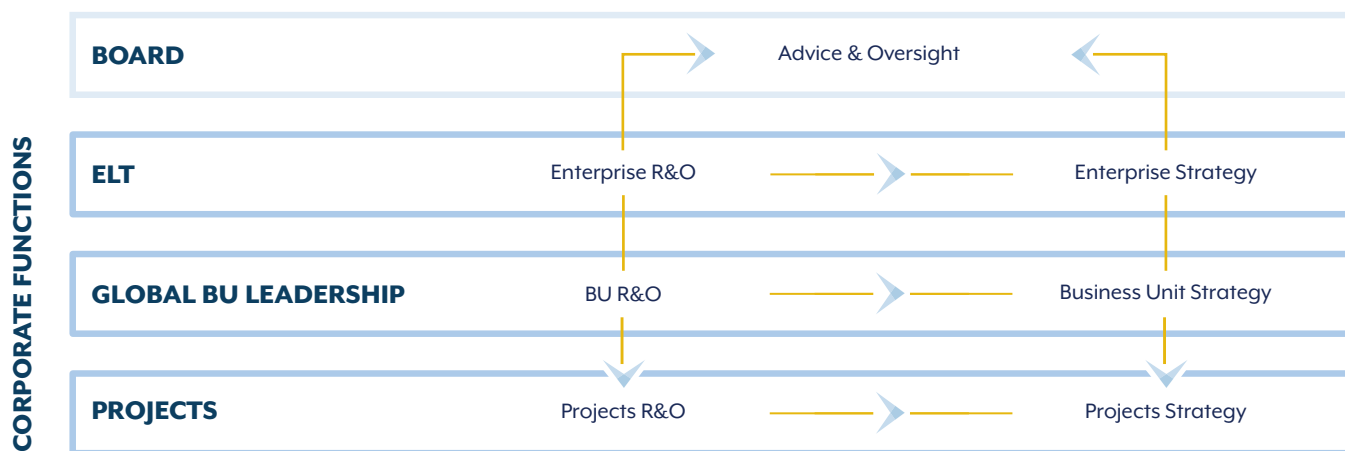 CORPORATE FUNCTIONS
BOARD
Advice & Oversight
ELT
Enterprise R&O
Enterprise Strategy
GLOBAL BU LEADERSHIP
BU R&O
Business Unit Strategy
PROJECTS
Projects R&O
Projects Strategy